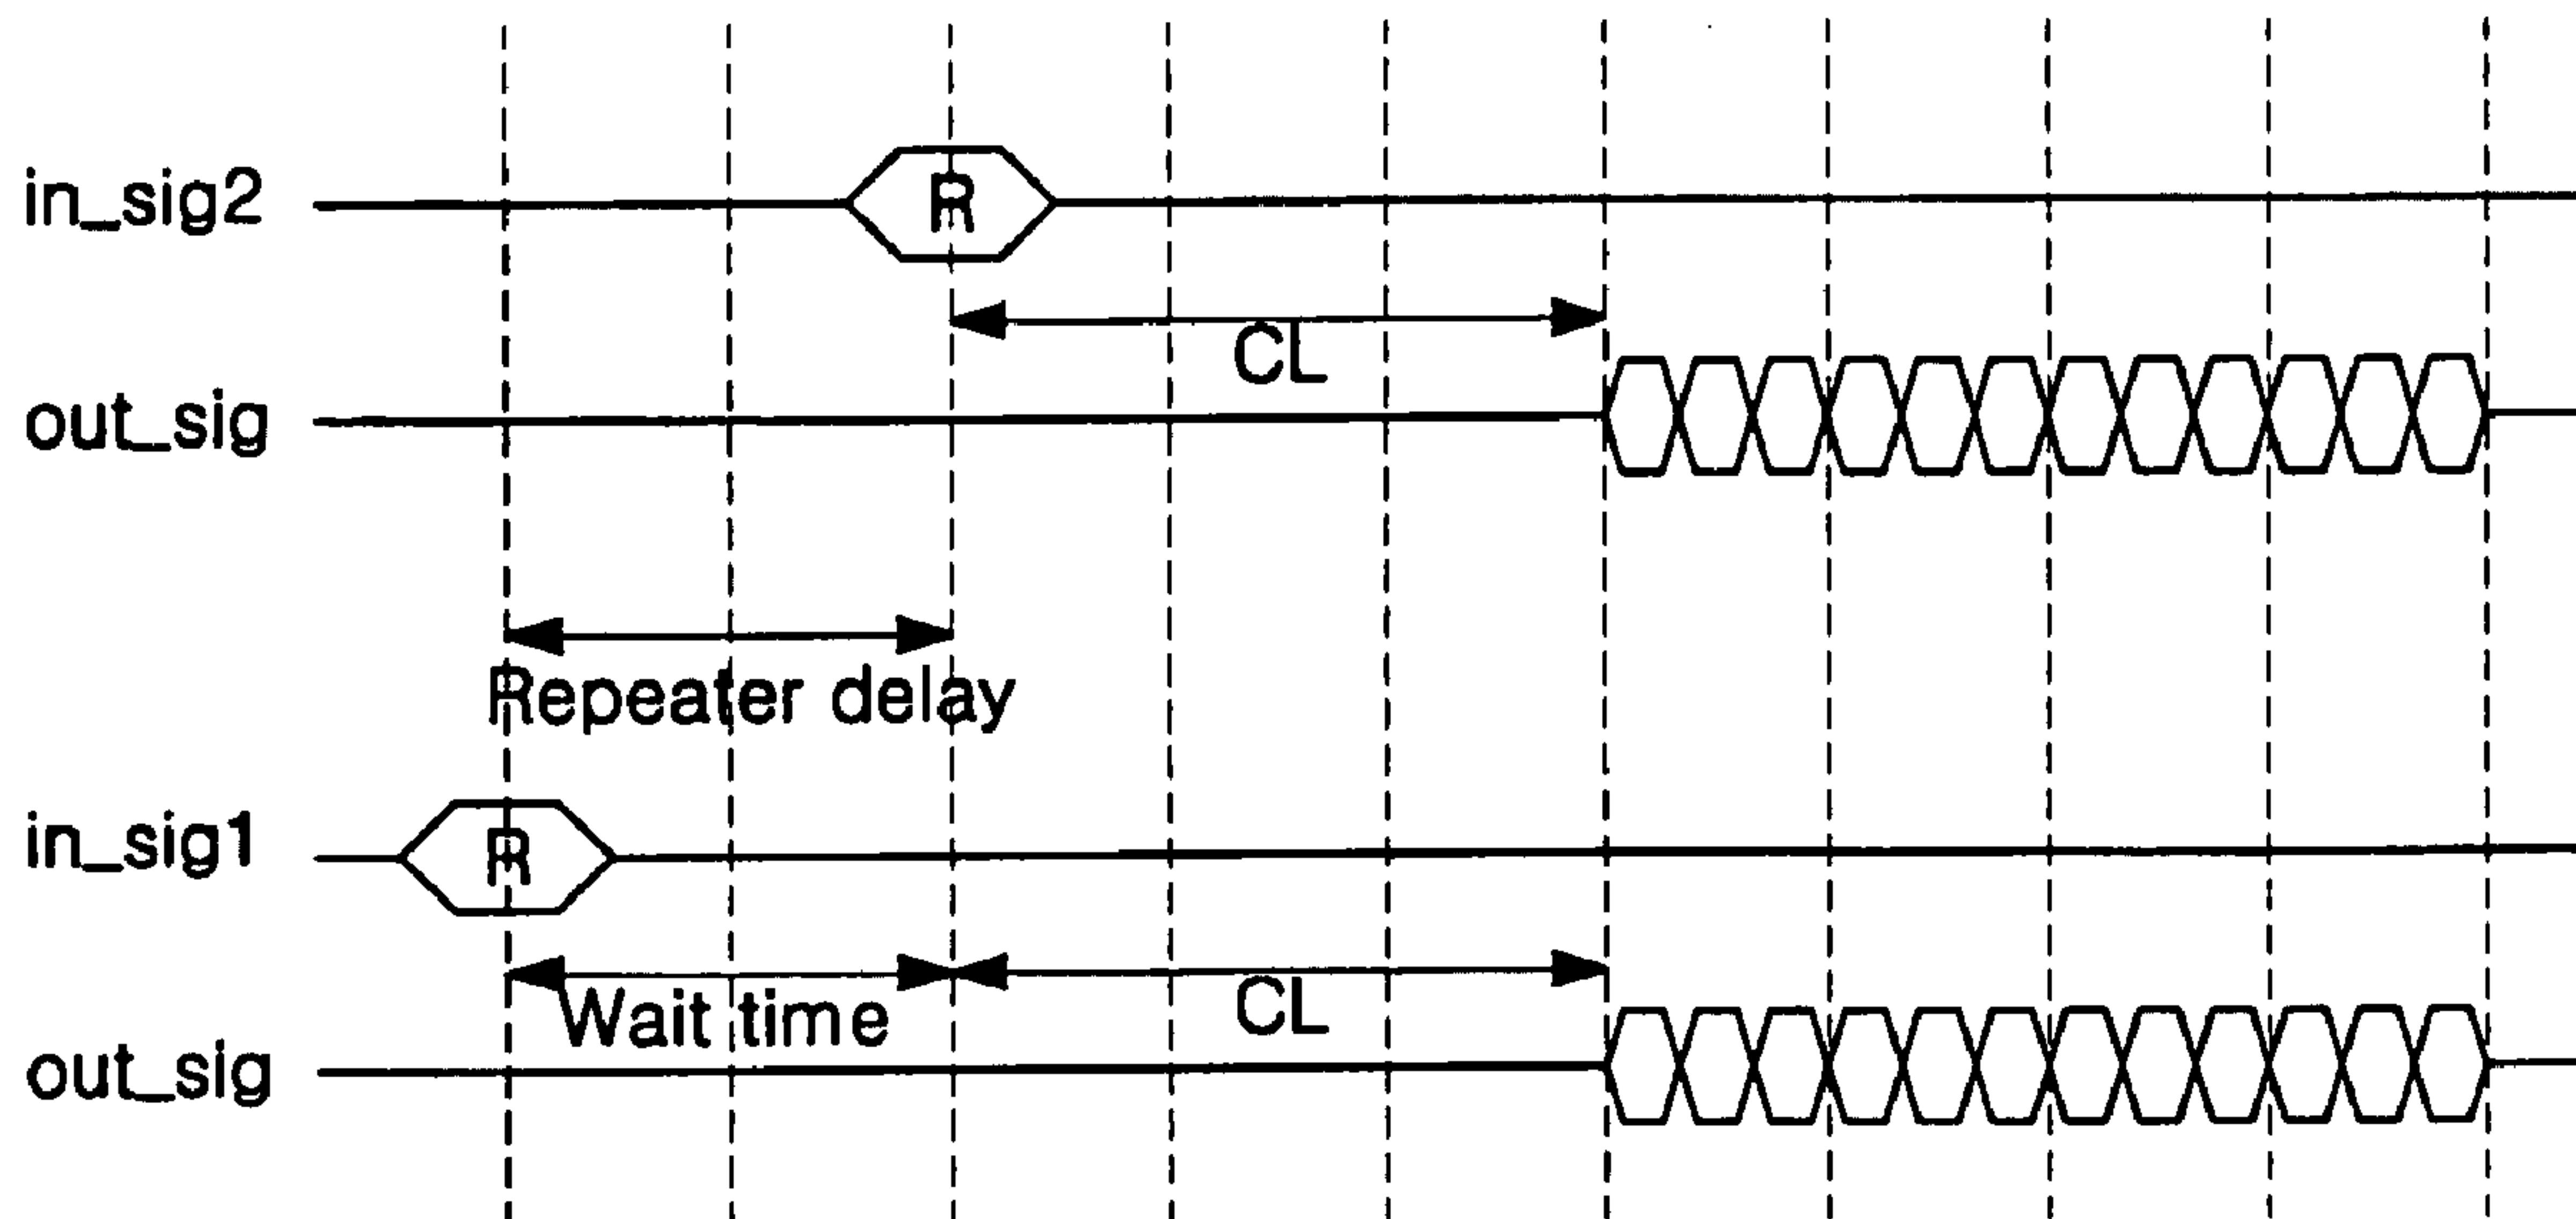 in_sig2
R
CL
out_sig
Repeater delay
in_sig1
R
Wait time
CL
out_sig